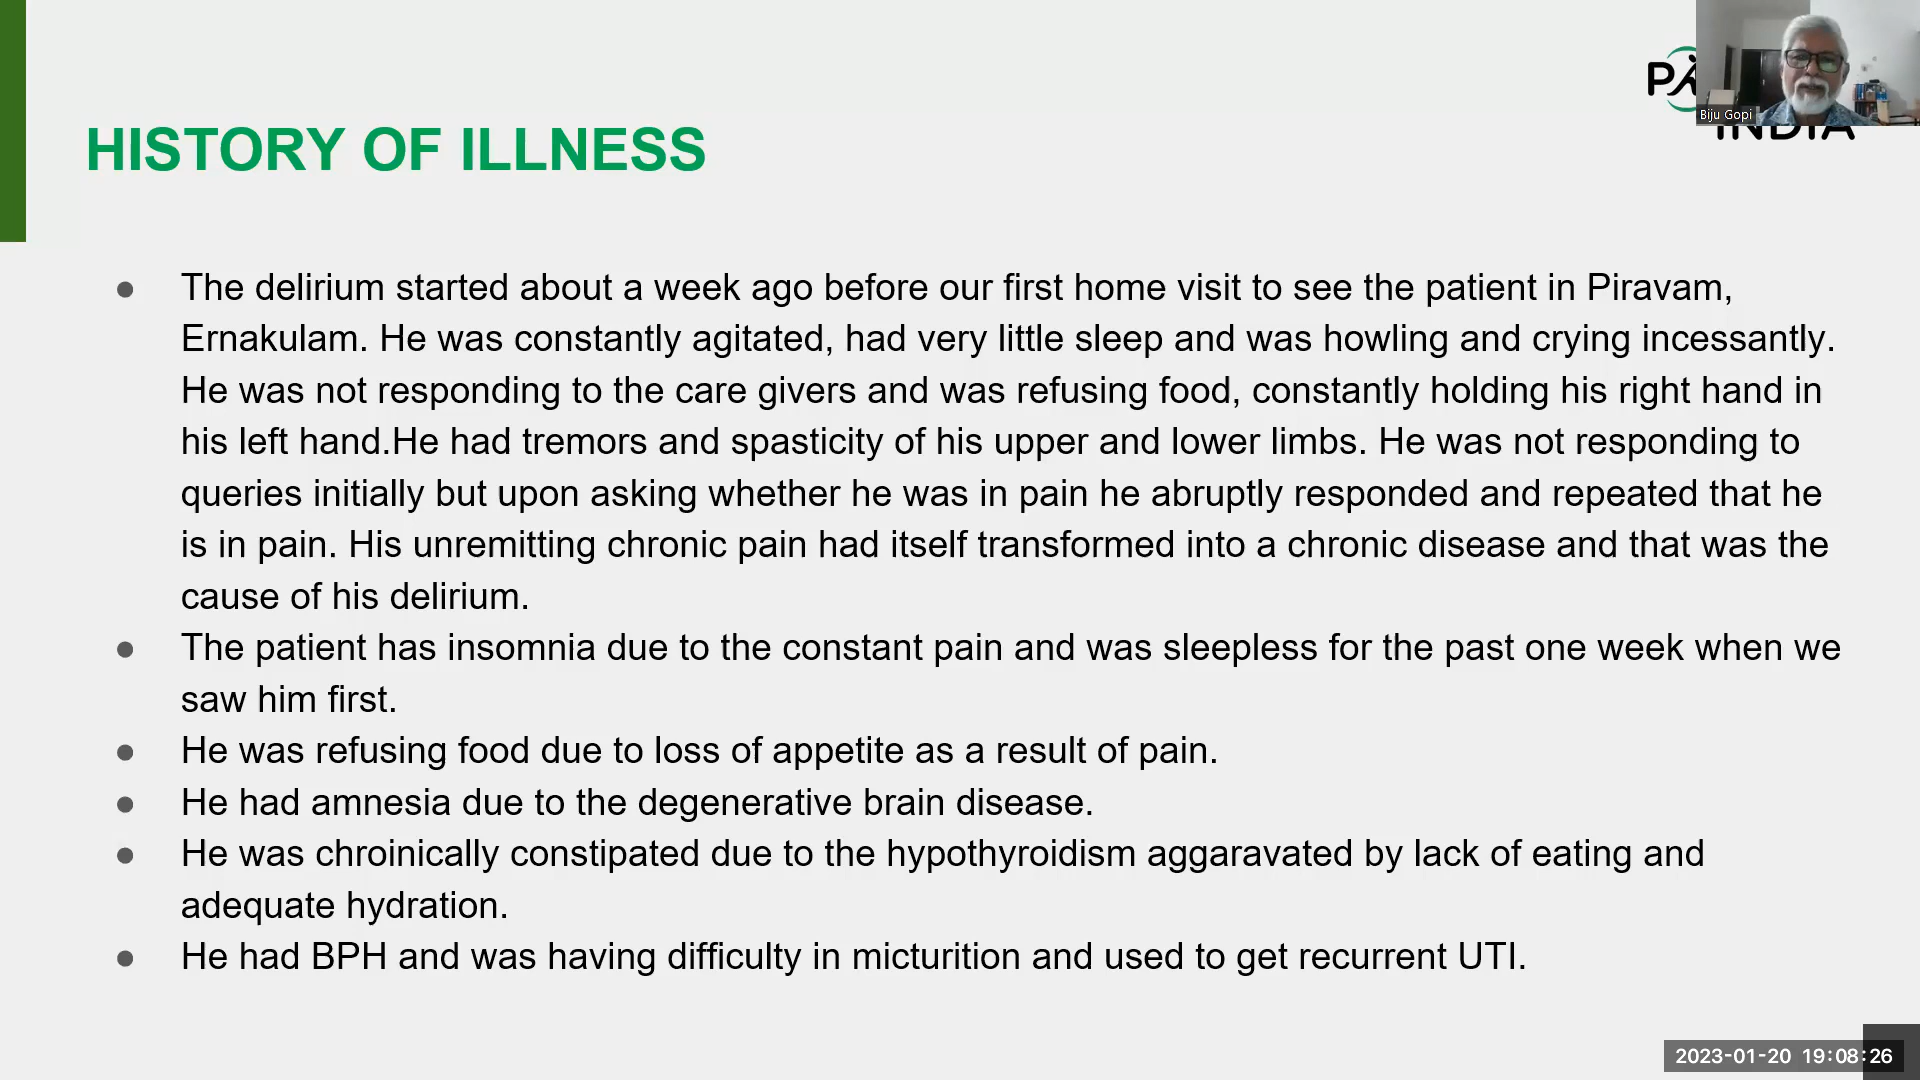 PA
INDIA
Biju Gopi
HISTORY OF ILLNESS
● The delirium started about a week ago before our first home visit to see the patient in Piravam,
Ernakulam. He was constantly agitated, had very little sleep and was howling and crying incessantly.
He was not responding to the care givers and was refusing food, constantly holding his right hand in
his left hand.He had tremors and spasticity of his upper and lower limbs. He was not responding to
queries initially but upon asking whether he was in pain he abruptly responded and repeated that he
is in pain. His unremitting chronic pain had itself transformed into a chronic disease and that was the
cause of his delirium.
● The patient has insomnia due to the constant pain and was sleepless for the past one week when we
saw him first.
● He was refusing food due to loss of appetite as a result of pain.
● He had amnesia due to the degenerative brain disease.
● He was chroinically constipated due to the hypothyroidism aggaravated by lack of eating and
adequate hydration.
● He had BPH and was having difficulty in micturition and used to get recurrent UTI.
2023-01-20 19:08:26